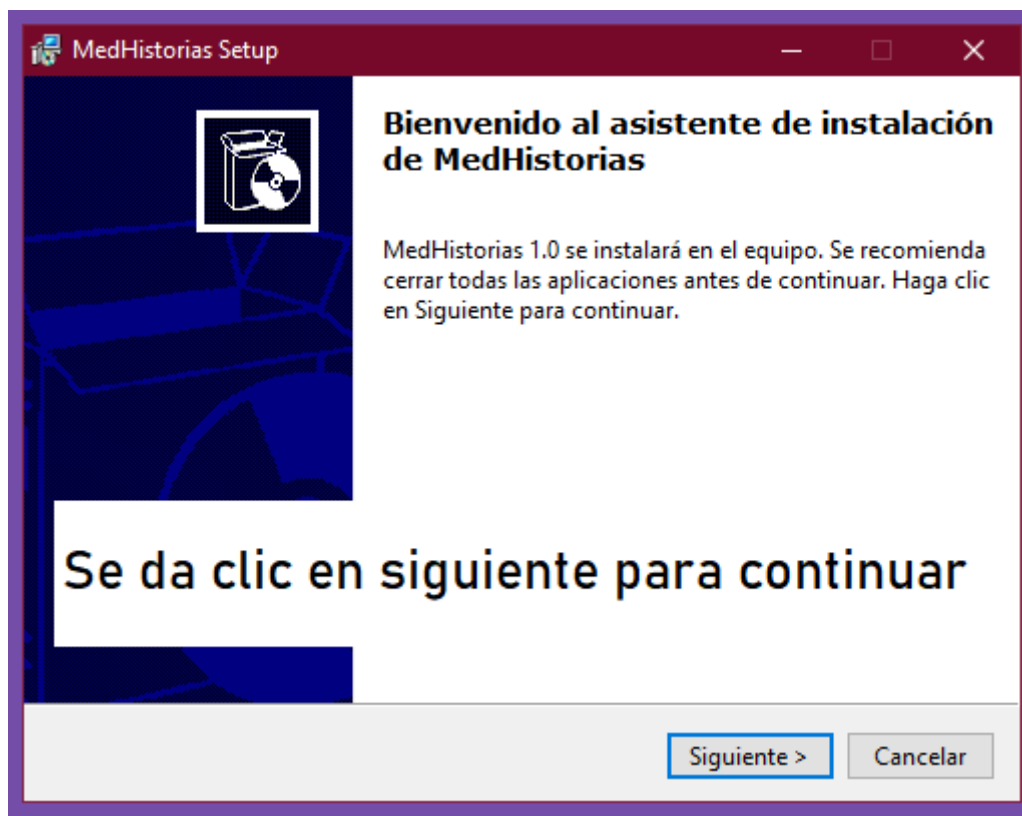 MedHistorias Setup
Bienvenido al asistente de instalación
de MedHistorias
MedHistorias 1.0 se instalará en el equipo. Se recomienda
cerrar todas las aplicaciones antes de continuar. Haga clic
en Siguiente para continuar.
Se da clic en siguiente para continuar
Siguiente >
Cancelar